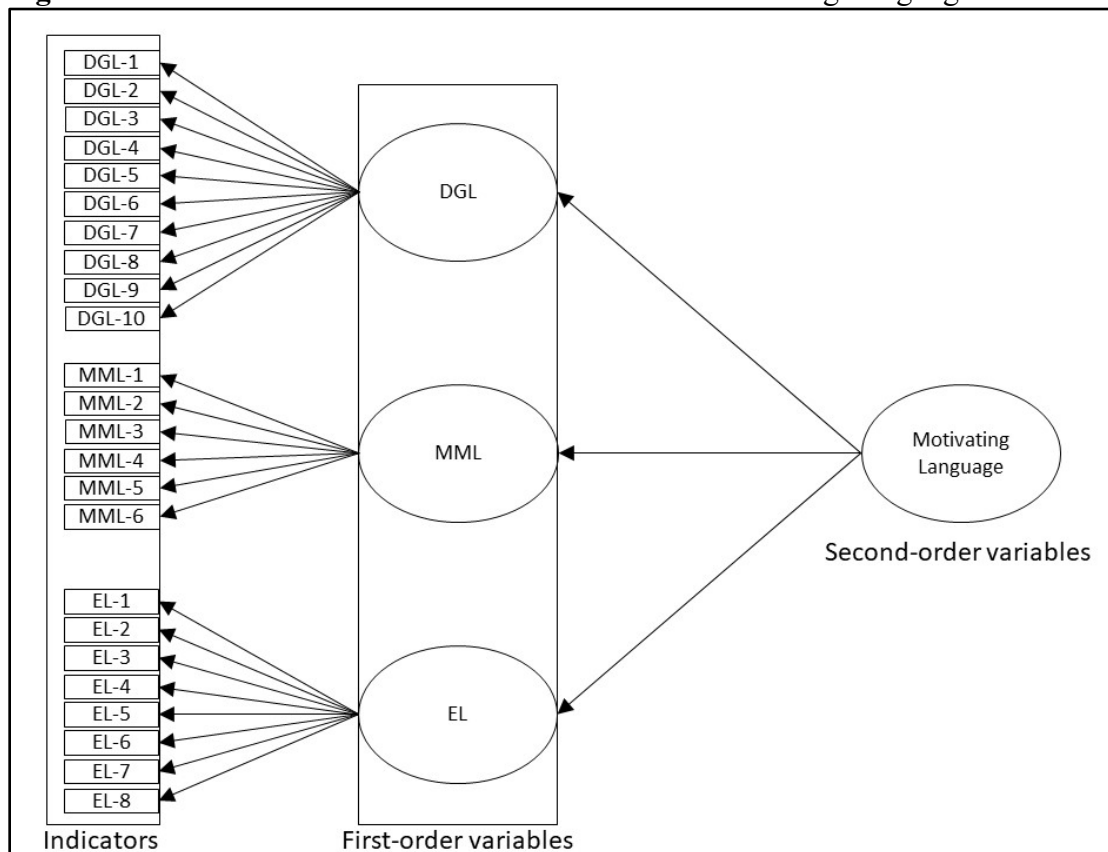 DGL-1
DGL-2
DGL-3
DGL-4
DGL-5
DGL-6
DGL-7
DGL-8
DGL-9
DGL-10
MML-1
MML-2
MML-3
MML-4
MML-5
MML-6
EL-1
EL-2
EL-3
EL-4
EL-5
EL-6
EL-7
EL-8
Indicators
DGL
MML
EL
First-order variables
Motivating
Language
Second-order variables